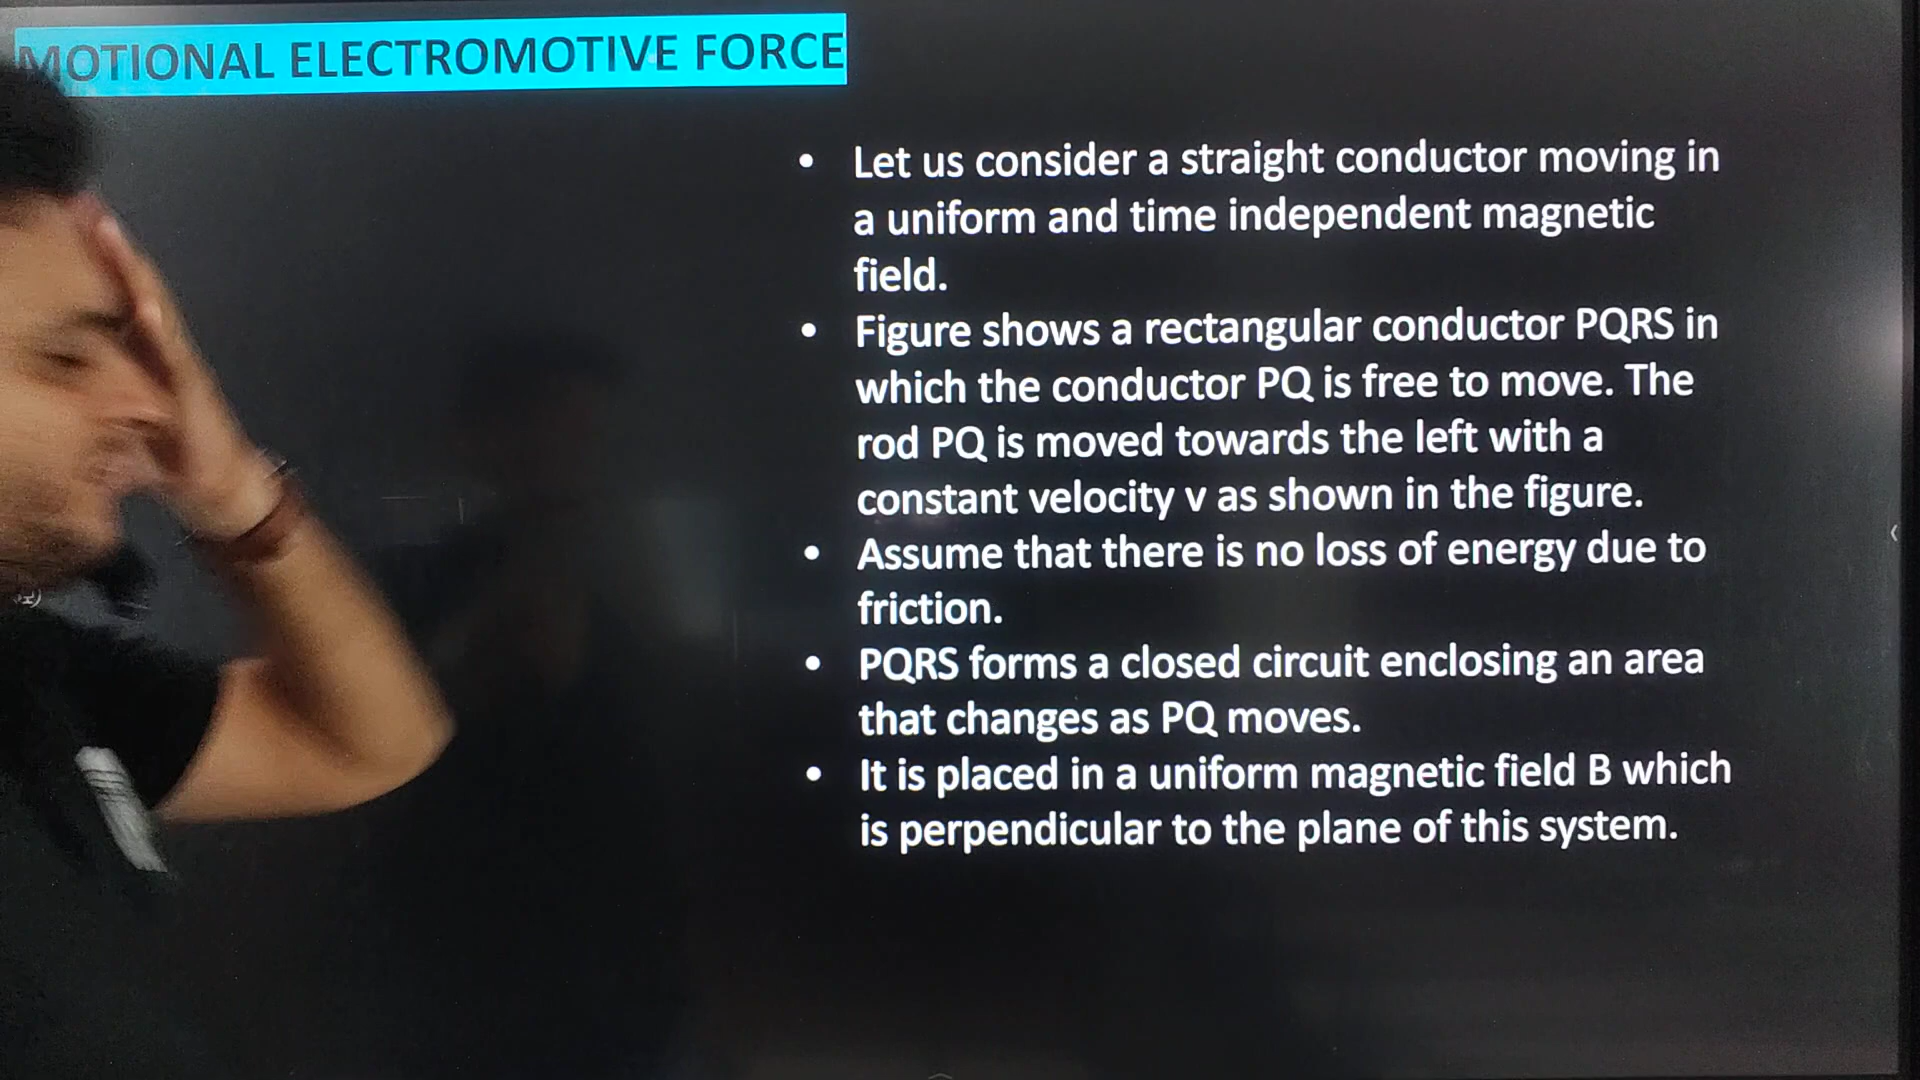 MOTIONAL ELECTROMOTIVE FORCE
• Let us consider a straight conductor moving in
a uniform and time independent magnetic
field.
• Figure shows a rectangular conductor PQRS in
which the conductor PQ is free to move. The
rod PQ is moved towards the left with a
constant velocity v as shown in the figure.
• Assume that there is no loss of energy due to
friction.
• PQRS forms a closed circuit enclosing an area
that changes as PQ moves.
• It is placed in a uniform magnetic field B which
is perpendicular to the plane of this system.